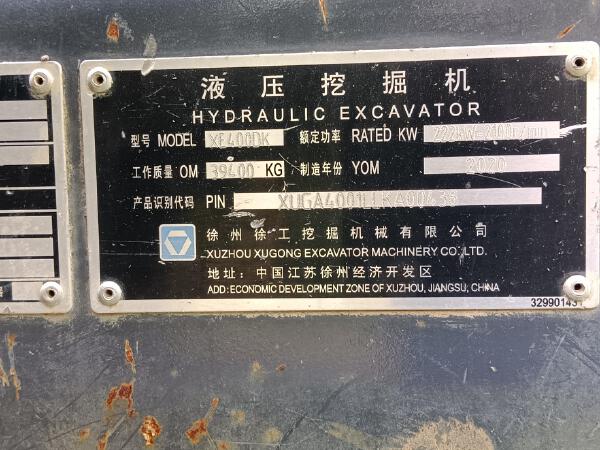 液压挖掘机
HYDRAULIC EXCAVATOR
型号 MODEL XE400DK 额定功率 RATED KW
工作质量 OM 39400 KG 制造年份 YOM 2020
产品识别代码 PIN
徐州徐工挖掘机械有限公司
XUZHOU XUGONG EXCAVATOR MACHINERY CO.,LTD.
地址：中国江苏徐州经济开发区
ADD: ECONOMIC DEVELOPMENT ZONE OF XUZHOU, JIANGSU, CHINA